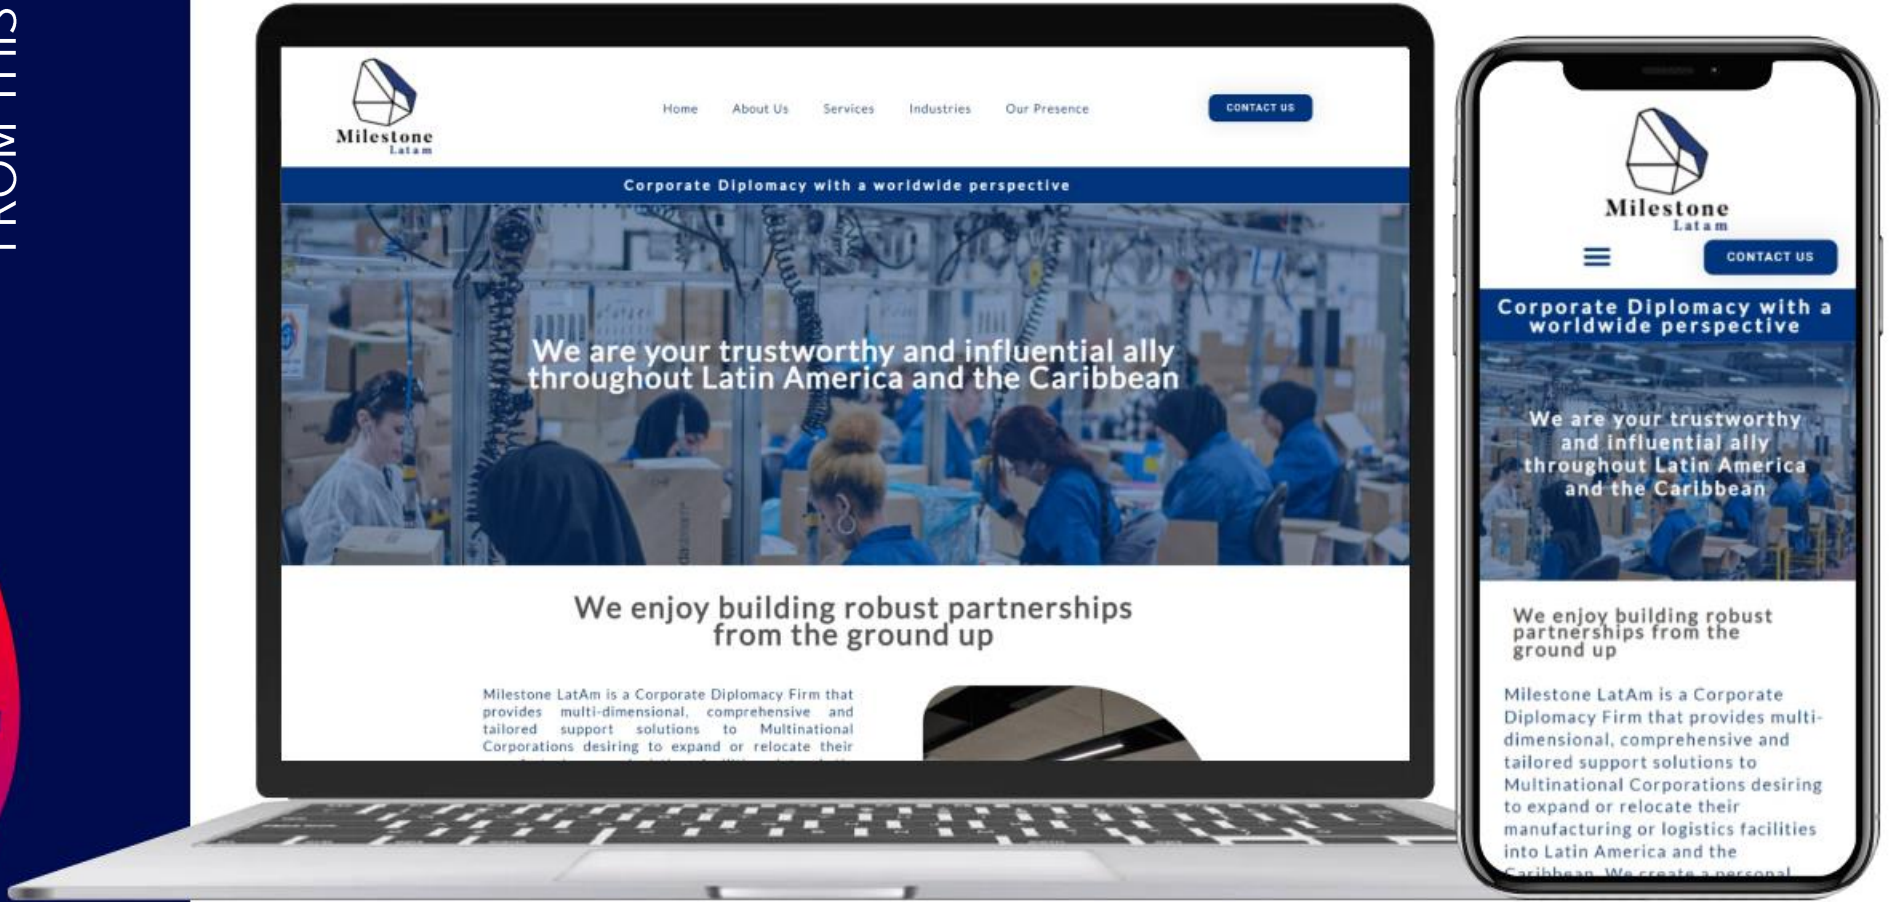 FROM THIS
Milestone
Latam
Home About Us Services Industries Our Presence
CONTACT US
Corporate Diplomacy with a worldwide perspective
We are your trustworthy and influential ally
throughout Latin America and the Caribbean
We enjoy building robust partnerships
from the ground up
Milestone LatAm is a Corporate Diplomacy Firm that
provides multi-dimensional, comprehensive and
tailored support solutions to Multinational
Corporations desiring to expand or relocate their
Milestone
Latam
CONTACT US
Corporate Diplomacy with a
worldwide perspective
We are your trustworthy
and influential ally
throughout Latin America
and the Caribbean
We enjoy building robust
partnerships from the
ground up
Milestone LatAm is a Corporate
Diplomacy Firm that provides multi-
dimensional, comprehensive and
tailored support solutions to
Multinational Corporations desiring
to expand or relocate their
manufacturing or logistics facilities
into Latin America and the
Caribbean. We create a personal